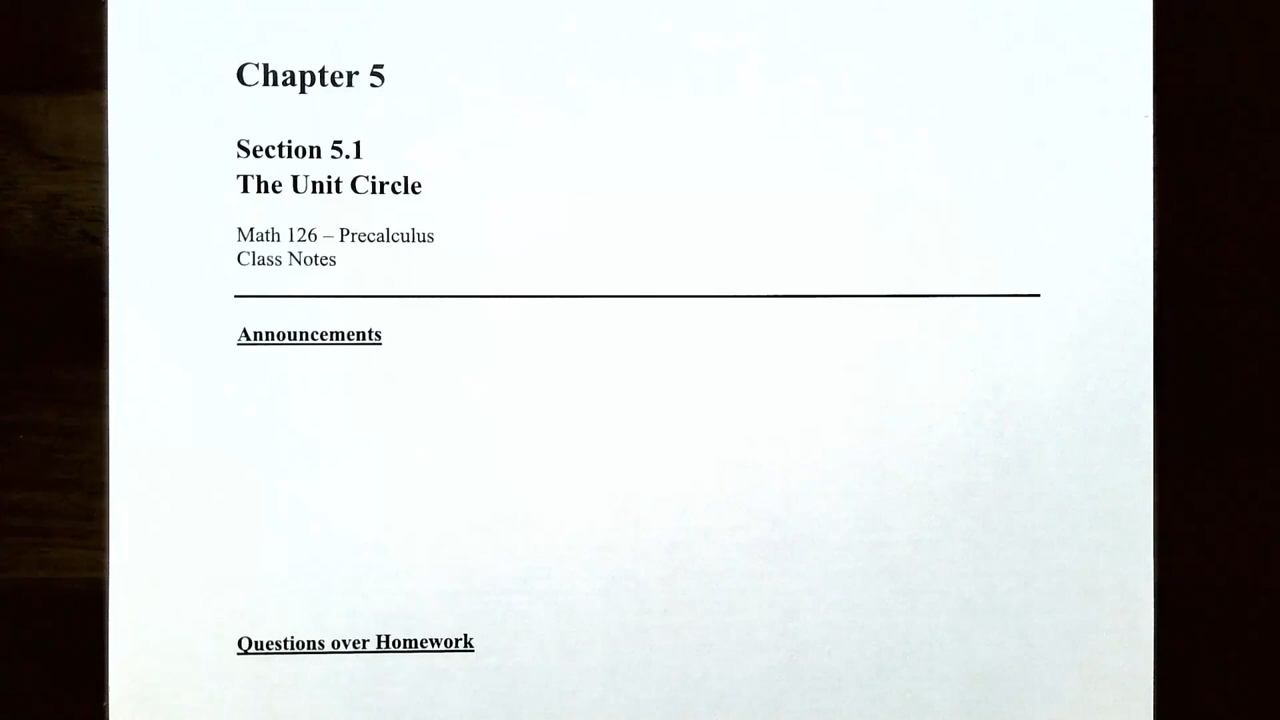 Chapter 5
Section 5.1
The Unit Circle
Math 126 – Precalculus
Class Notes
Announcements
Questions over Homework